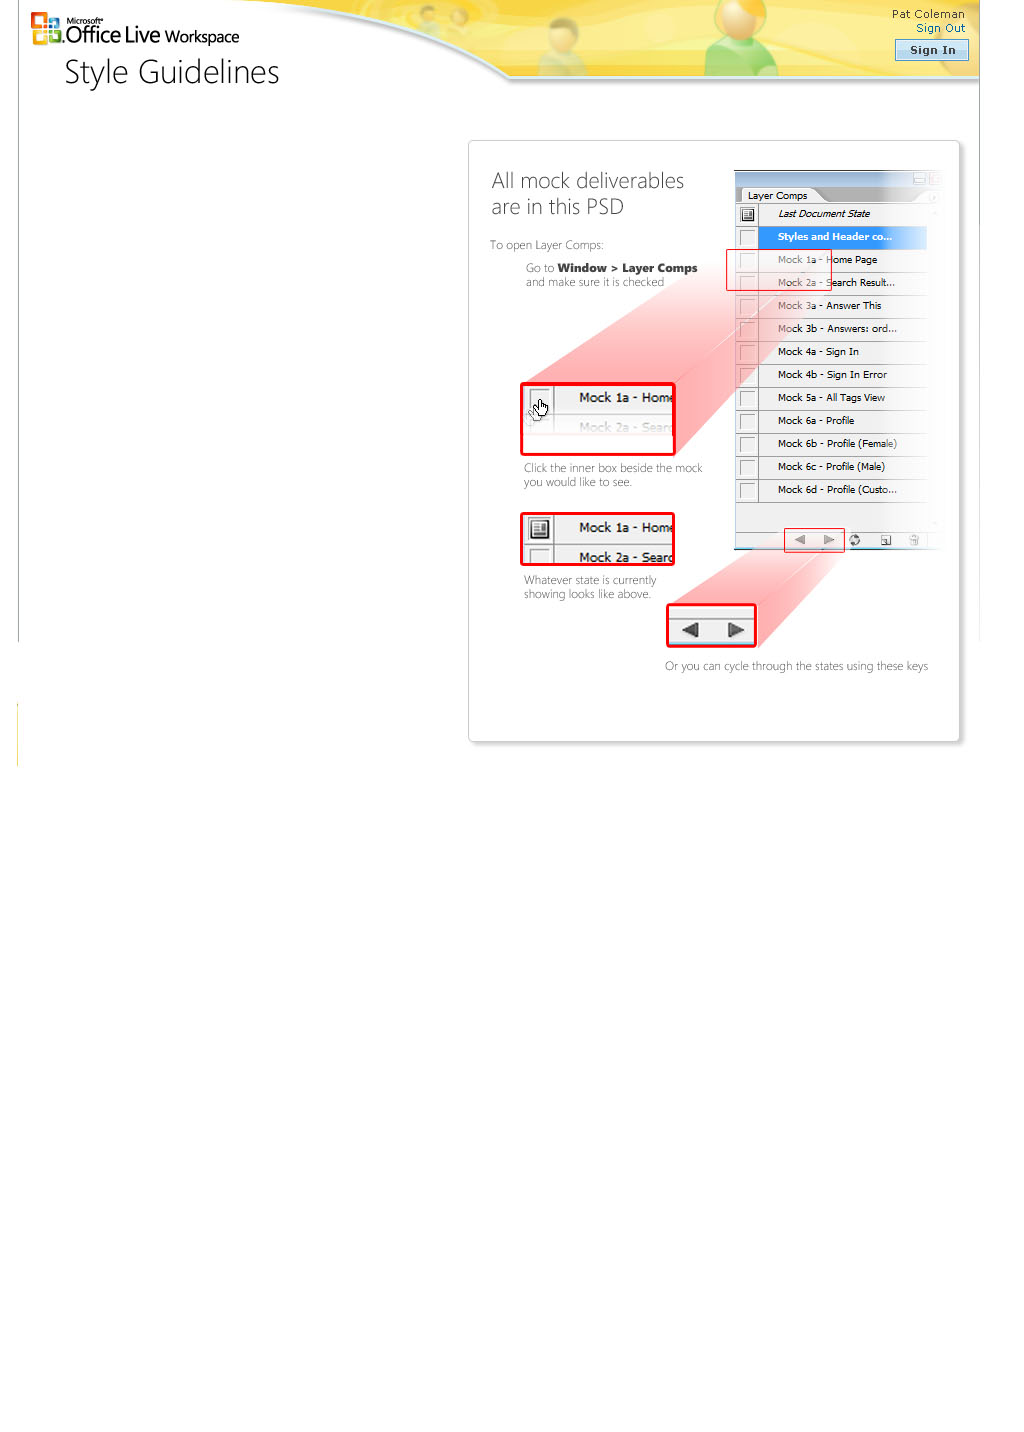 Microsoft®
Office Live Workspace
Style Guidelines
Pat Coleman
Sign Out
Sign In
All mock deliverables
are in this PSD
To open Layer Comps:
Go to Window > Layer Comps
and make sure it is checked
Mock 1a - Home
Mock 2a - Searc
Click the inner box beside the mock
you would like to see.
Mock 1a - Home
Mock 2a - Searc
Whatever state is currently
showing looks like above.
Layer Comps
Last Document State
Styles and Header co...
Mock 1a - Home Page
Mock 2a - Search Result...
Mock 3a - Answer This
Mock 3b - Answers: ord...
Mock 4a - Sign In
Mock 4b - Sign In Error
Mock 5a - All Tags View
Mock 6a - Profile
Mock 6b - Profile (Female)
Mock 6c - Profile (Male)
Mock 6d - Profile (Custo...
Or you can cycle through the states using these keys